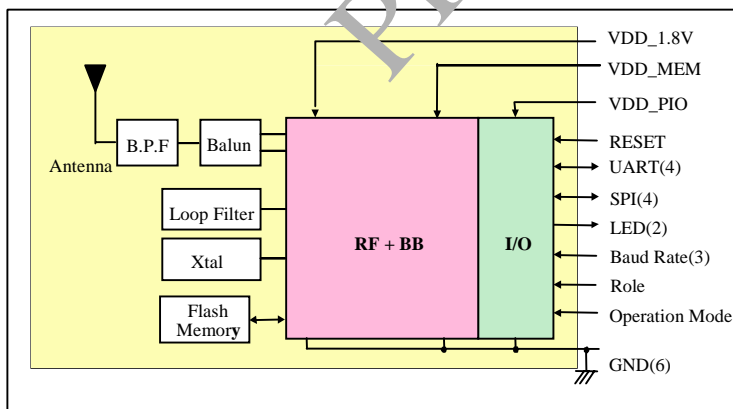 VDD_1.8V
VDD_MEM
VDD_PIO
Antenna
B.P.F
Balun
RESET
UART(4)
SPI(4)
LED(2)
Baud Rate(3)
Role
Operation Mode
GND(6)
Loop Filter
Xtal
Flash
Memory
RF + BB
I/O